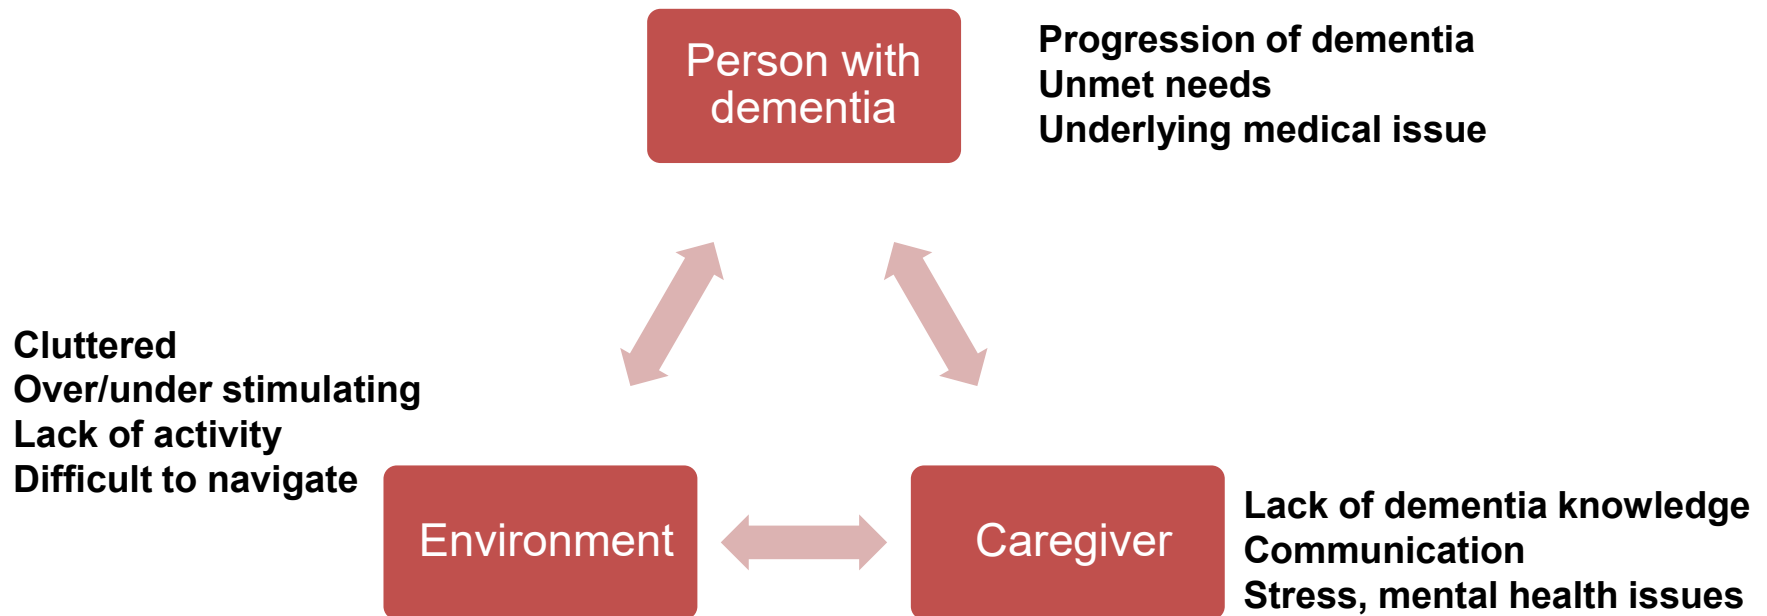 Person with
dementia
Progression of dementia
Unmet needs
Underlying medical issue
Cluttered
Over/under stimulating
Lack of activity
Difficult to navigate
Environment
Caregiver
Lack of dementia knowledge
Communication
Stress, mental health issues